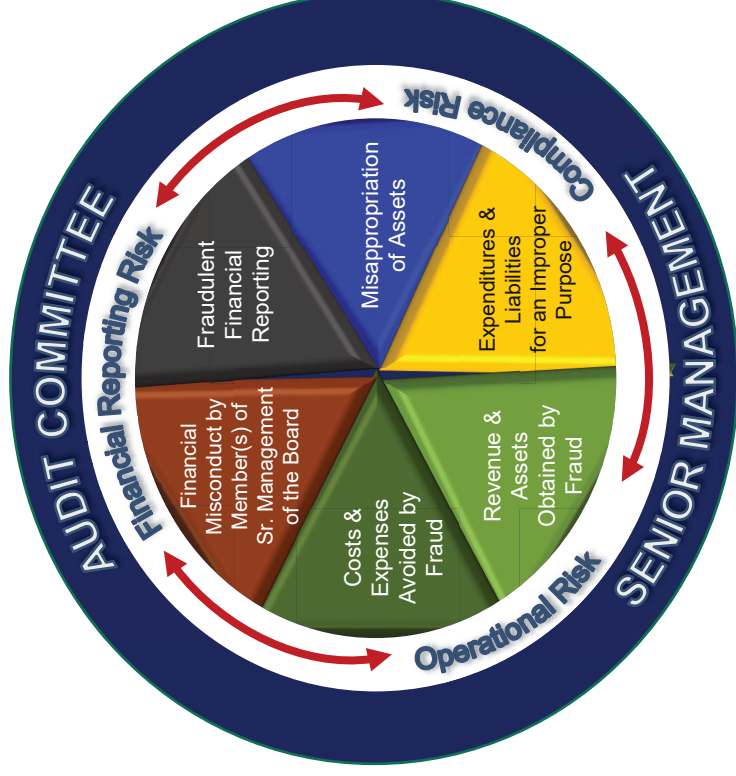 AUDIT COMMITTEE
Financial Reporting Risk
Compliance Risk
Operational Risk
Fraudulent
Financial
Reporting
Misappropriation
of Assets
Expenditures &
Liabilities
for an Improper
Purpose
Revenue &
Assets
Obtained by
Fraud
Costs &
Expenses
Avoided by
Fraud
Financial
Misconduct by
Member(s) of
Sr. Management
of the Board
SENIOR MANAGEMENT